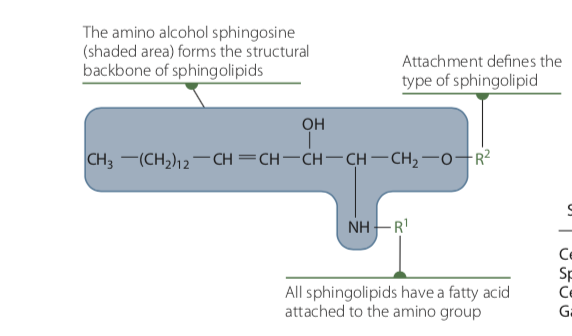 The amino alcohol sphingosine
(shaded area) forms the structural
backbone of sphingolipids
Attachment defines the
type of sphingolipid
OH
CH₃ —(CH₂)₁₂— CH = CH — CH — CH — CH₂ — O — R²
NH — R¹
All sphingolipids have a fatty acid
attached to the amino group